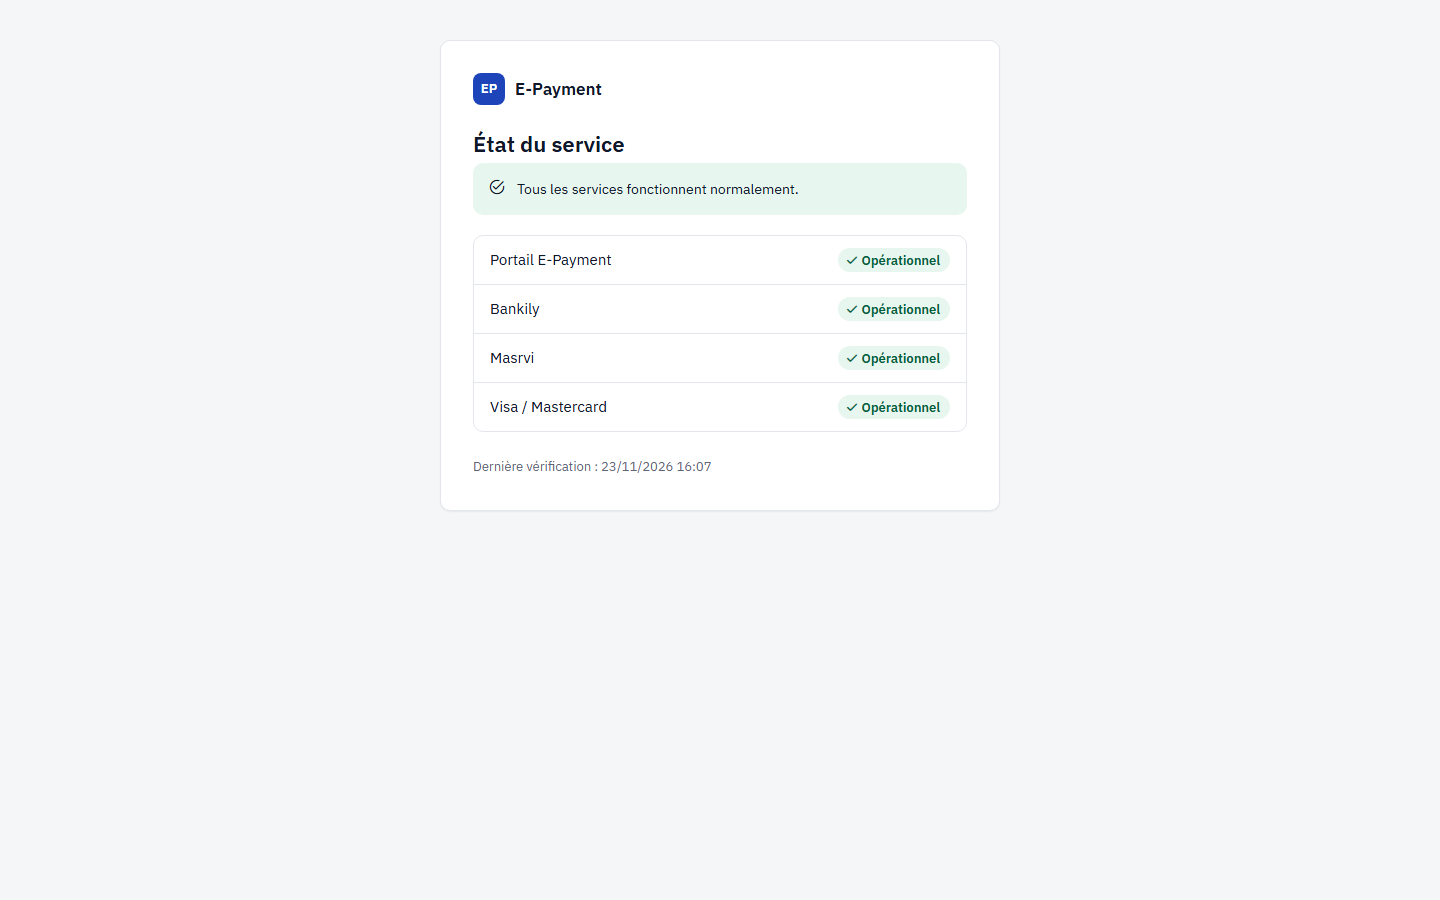 EP E-Payment
État du service
Tous les services fonctionnent normalement.
Portail E-Payment Opérationnel
Bankily Opérationnel
Masrvi Opérationnel
Visa / Mastercard Opérationnel
Dernière vérification : 23/11/2026 16:07